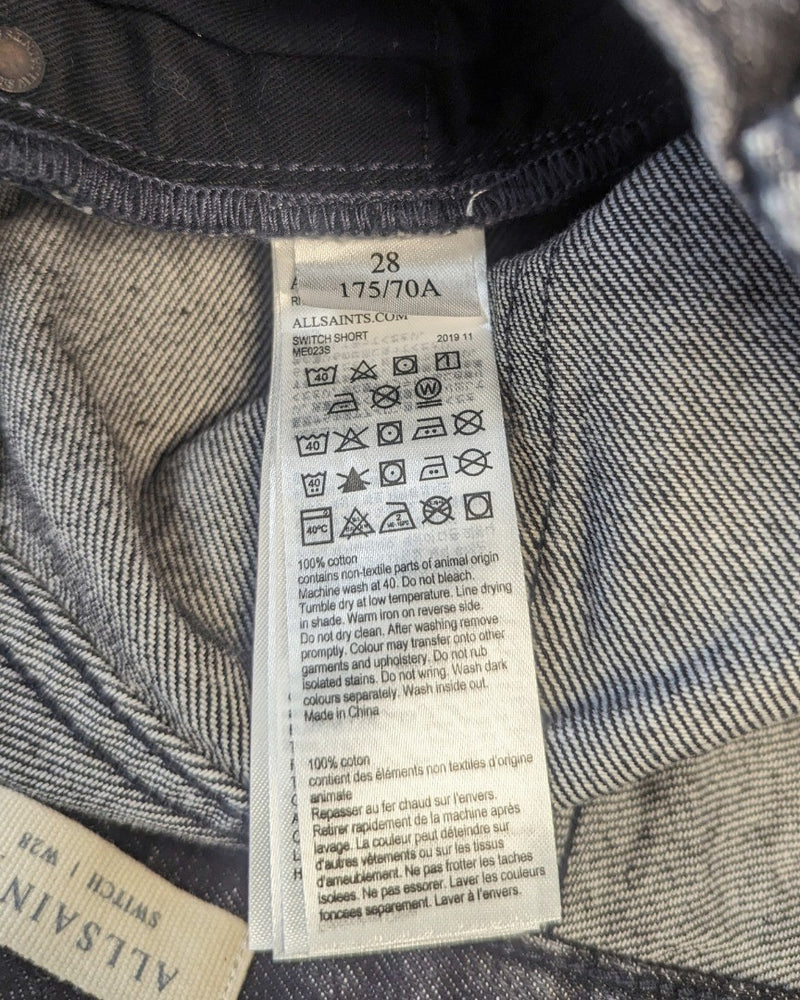 28
175/70A
ALLSAINTS.COM
SWITCH SHORT 2019 11
ME023S
40
W
40
40
40°C
100% cotton
contains non-textile parts of animal origin
Machine wash at 40. Do not bleach.
Tumble dry at low temperature. Line drying
in shade. Warm iron on reverse side.
Do not dry clean. After washing remove
promptly. Colour may transfer onto other
garments and upholstery. Do not rub
isolated stains. Do not wring. Wash dark
colours separately. Wash inside out.
Made in China
100% coton
contient des éléments non textiles d'origine
animale
Repasser au fer chaud sur l'envers.
Retirer rapidement de la machine après
lavage. La couleur peut déteindre sur
d'autres vêtements ou sur les tissus
d'ameublement. Ne pas frotter les taches
isolées. Ne pas essorer. Laver les couleurs
foncées separement. Laver à l'envers.
ALLSAIN
SWITCH W28